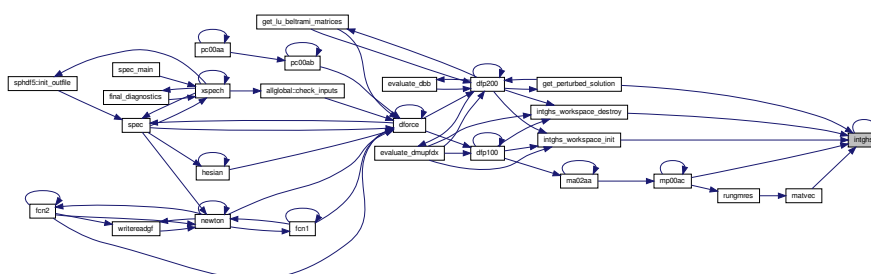 get_lu_beltrami_matrices
pc00aa
pc00ab
spec_main
sphdf5::init_outfile
xspech
final_diagnostics
allglobal::check_inputs
evaluate_dbb
dfp200
get_perturbed_solution
intghs_workspace_destroy
spec
dforce
intghs_workspace_init
intghs
evaluate_dmupfdx
dfp100
hesian
ma02aa
mp00ac
rungmres
matvec
fcn2
newton
writereadgf
fcn1